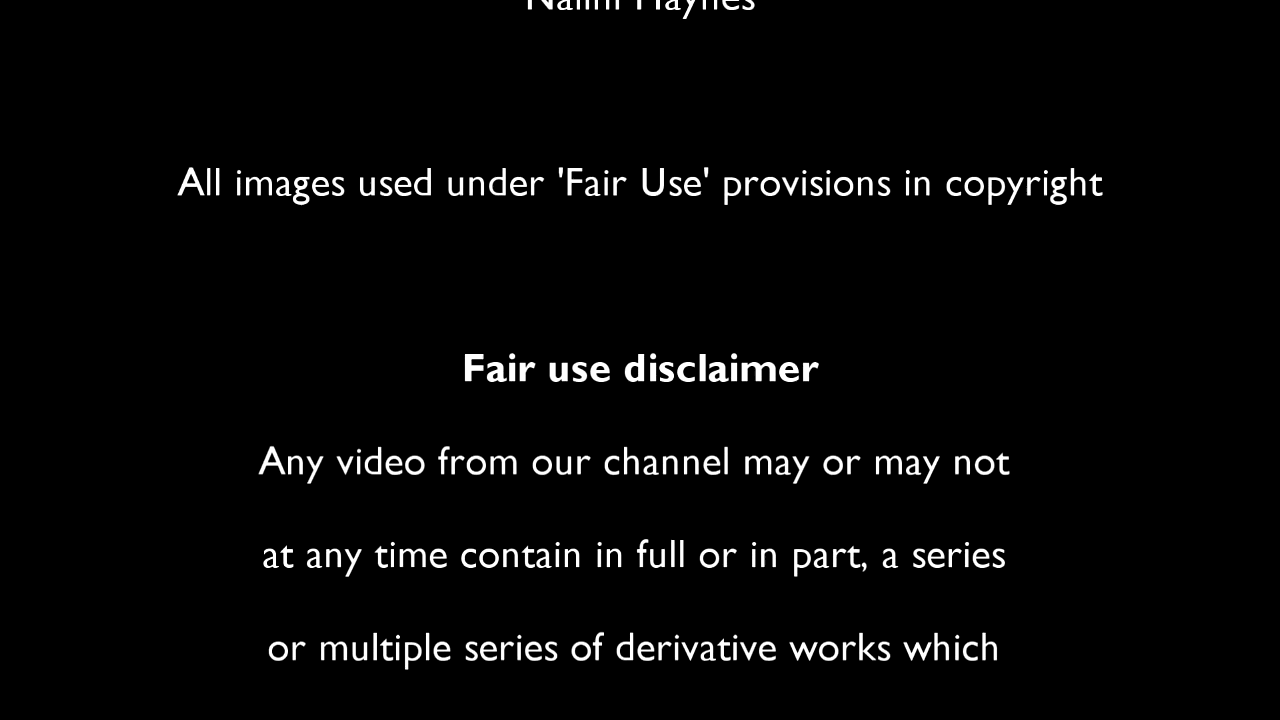 Nalini Haynes
All images used under 'Fair Use' provisions in copyright
Fair use disclaimer
Any video from our channel may or may not
at any time contain in full or in part, a series
or multiple series of derivative works which